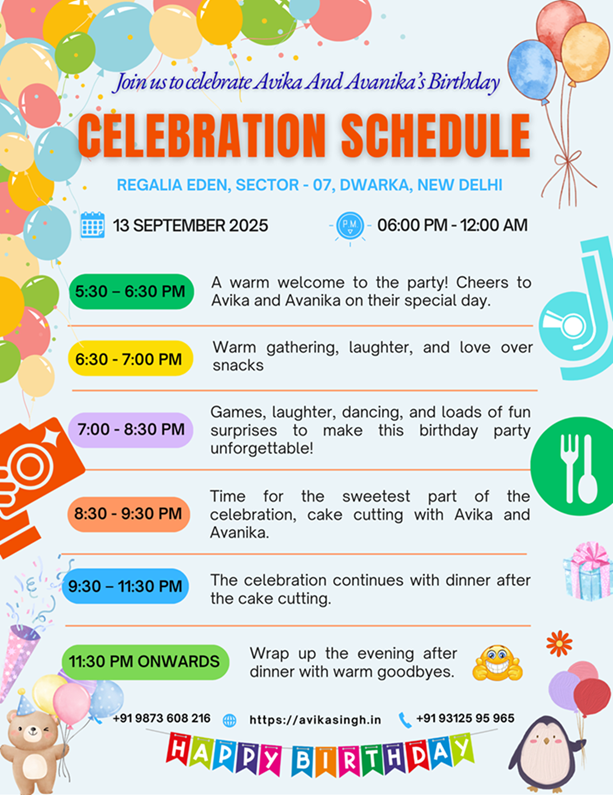 Join us to celebrate Avika And Avanika's Birthday
CELEBRATION SCHEDULE
REGALIA EDEN, SECTOR - 07, DWARKA, NEW DELHI
13 SEPTEMBER 2025
P.M
06:00 PM - 12:00 AM
5:30 – 6:30 PM
A warm welcome to the party! Cheers to
Avika and Avanika on their special day.
6:30 - 7:00 PM
Warm gathering, laughter, and love over
snacks
7:00 - 8:30 PM
Games, laughter, dancing, and loads of fun
surprises to make this birthday party
unforgettable!
8:30 - 9:30 PM
Time for the sweetest part of the
celebration, cake cutting with Avika and
Avanika.
9:30 – 11:30 PM
The celebration continues with dinner after
the cake cutting.
11:30 PM ONWARDS
Wrap up the evening after
dinner with warm goodbyes.
+91 9873 608 216
https://avikasingh.in
+91 93125 95 965
HAPPY BIRTHDAY